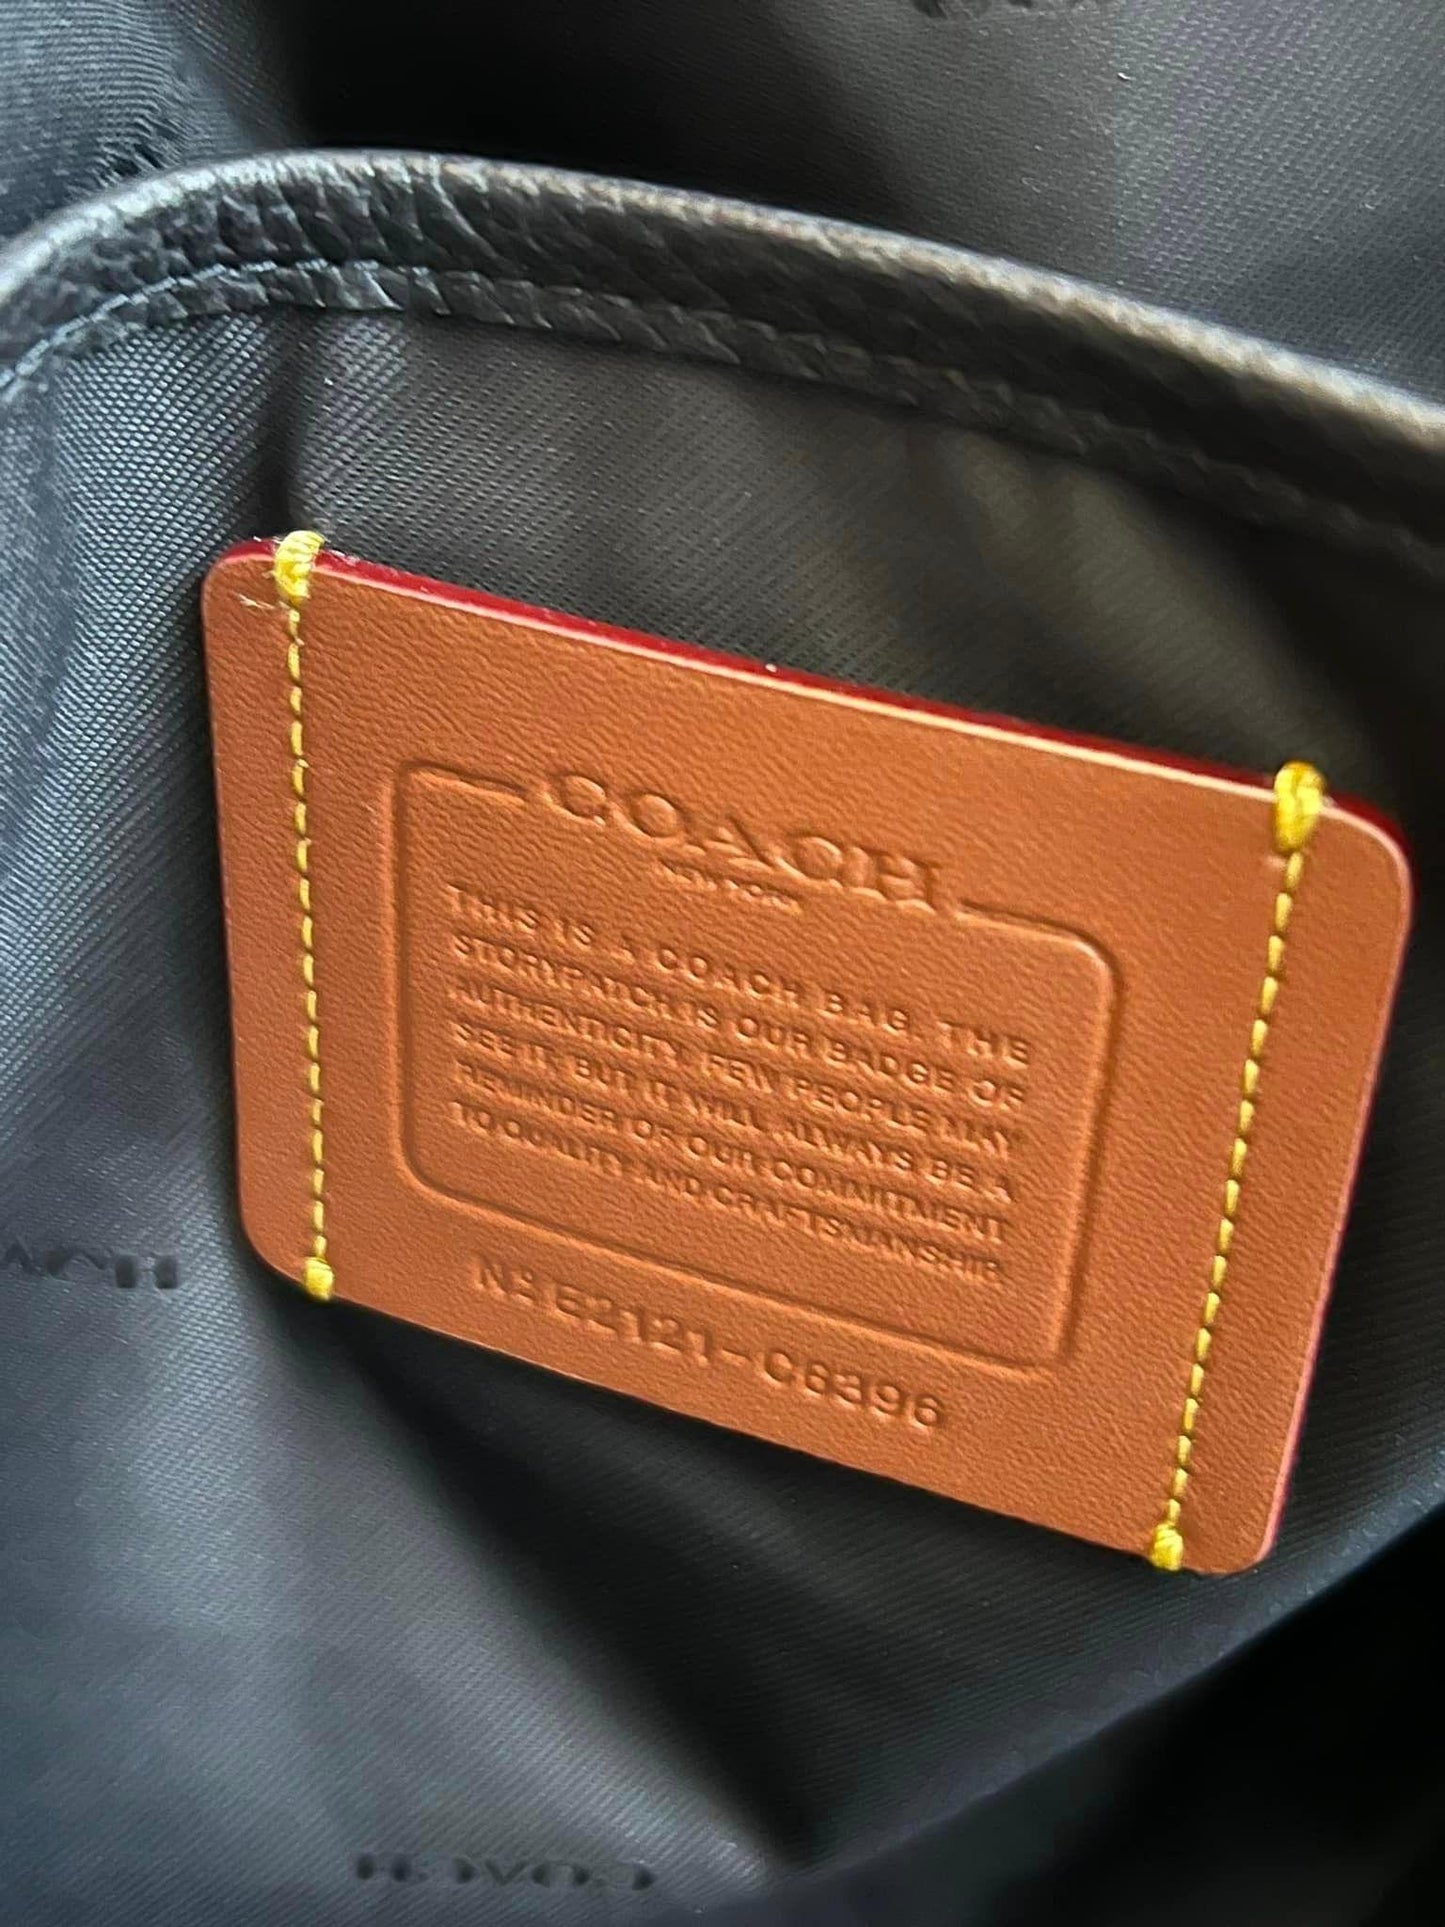 COACH
NEW YORK
THIS IS A COACH BAG. THE
STORYPATCH IS OUR BADGE OF
AUTHENTICITY. FEW PEOPLE MAY
SEE IT, BUT IT WILL ALWAYS BE A
REMINDER OF OUR COMMITMENT
TO QUALITY AND CRAFTSMANSHIP.
Nº E2121-C6396
COACH